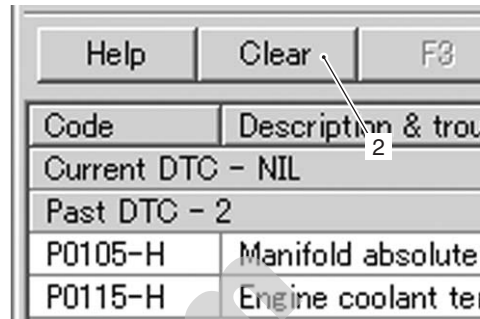 Help Clear F3
2
Code Description & trou
Current DTC - NIL
Past DTC - 2
P0105-H Manifold absolute
P0115-H Engine coolant ter